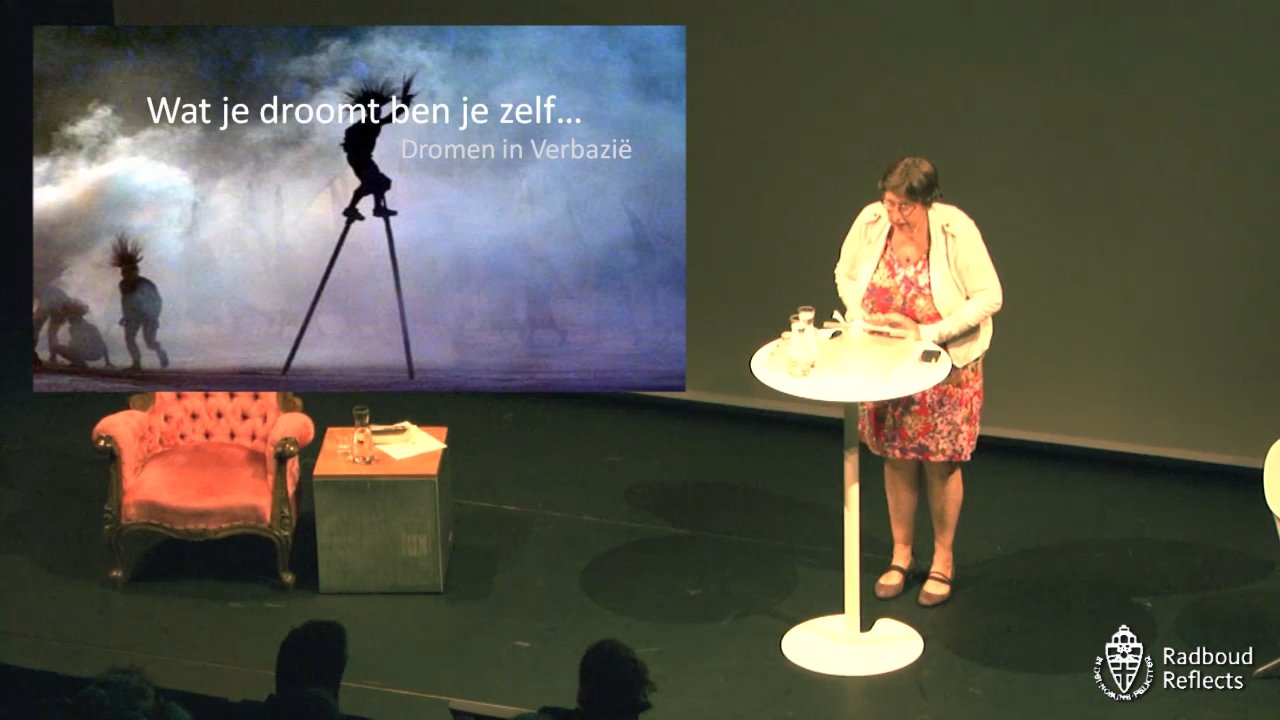 Wat je droomt ben je zelf...
Dromen in Verbazië
Radboud
Reflects